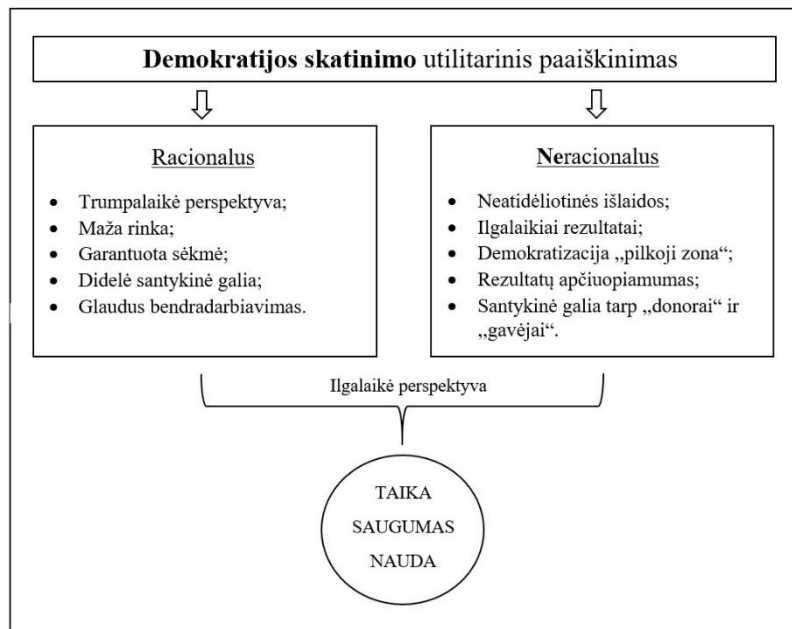 Demokratijos skatinimo utilitarinis paaiškinimas
Racionalus
• Trumpalaikė perspektyva;
• Maža rinka;
• Garantuota sėkmė;
• Didelė santykinė galia;
• Glaudus bendradarbiavimas.
Neracionalus
• Neatidėliotinės išlaidos;
• Ilgalaikiai rezultatai;
• Demokratizacija „pilkoji zona“;
• Rezultatų apčiuopiamumas;
• Santykinė galia tarp „donorai“ ir
„gavėjai“.
Ilgalaikė perspektyva
TAIKA
SAUGUMAS
NAUDA